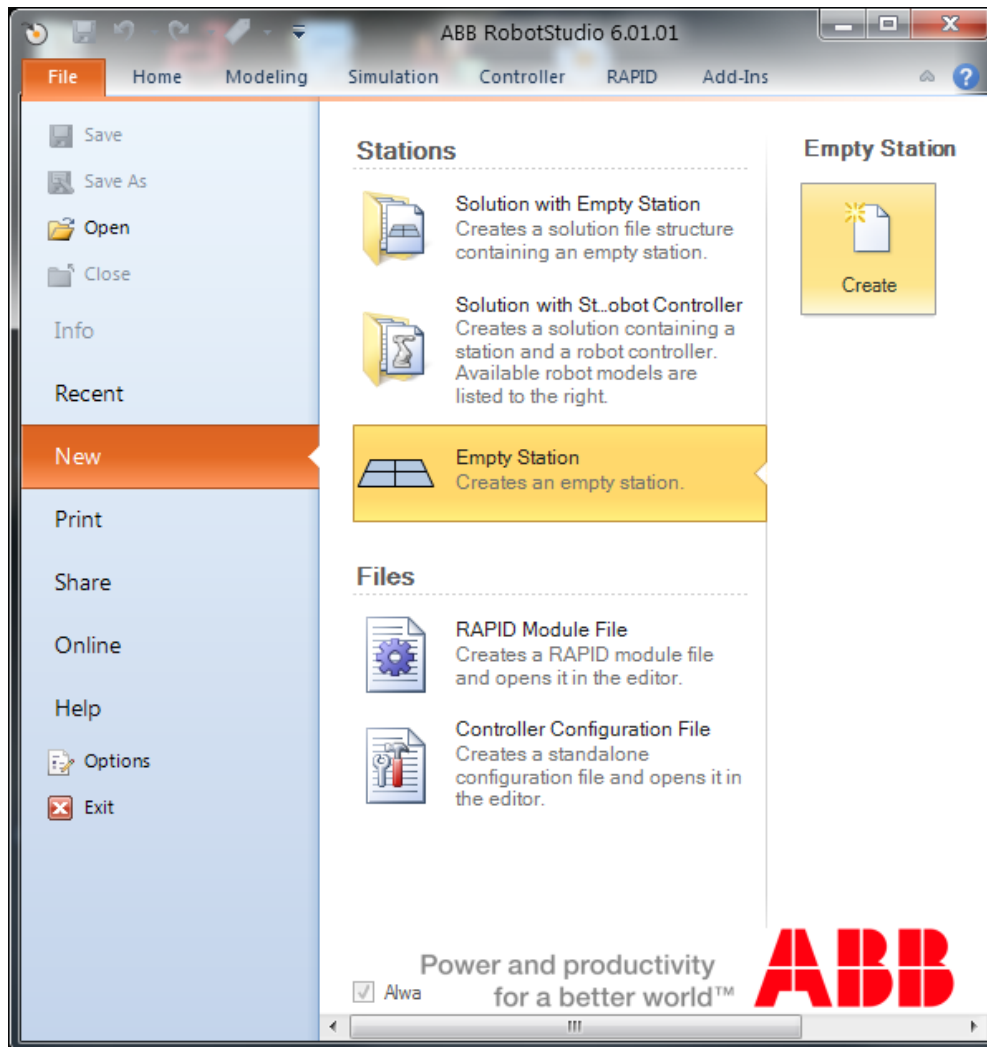 ABB RobotStudio 6.01.01
File Home Modeling Simulation Controller RAPID Add-Ins
Save
Save As
Open
Close
Info
Recent
New
Print
Share
Online
Help
Options
Exit
Stations
Solution with Empty Station
Creates a solution file structure
containing an empty station.
Solution with St...obot Controller
Creates a solution containing a
station and a robot controller.
Available robot models are
listed to the right.
Empty Station
Creates an empty station.
Files
RAPID Module File
Creates a RAPID module file
and opens it in the editor.
Controller Configuration File
Creates a standalone
configuration file and opens it in
the editor.
Empty Station
Create
Power and productivity
for a better world™
Alwa
ABB